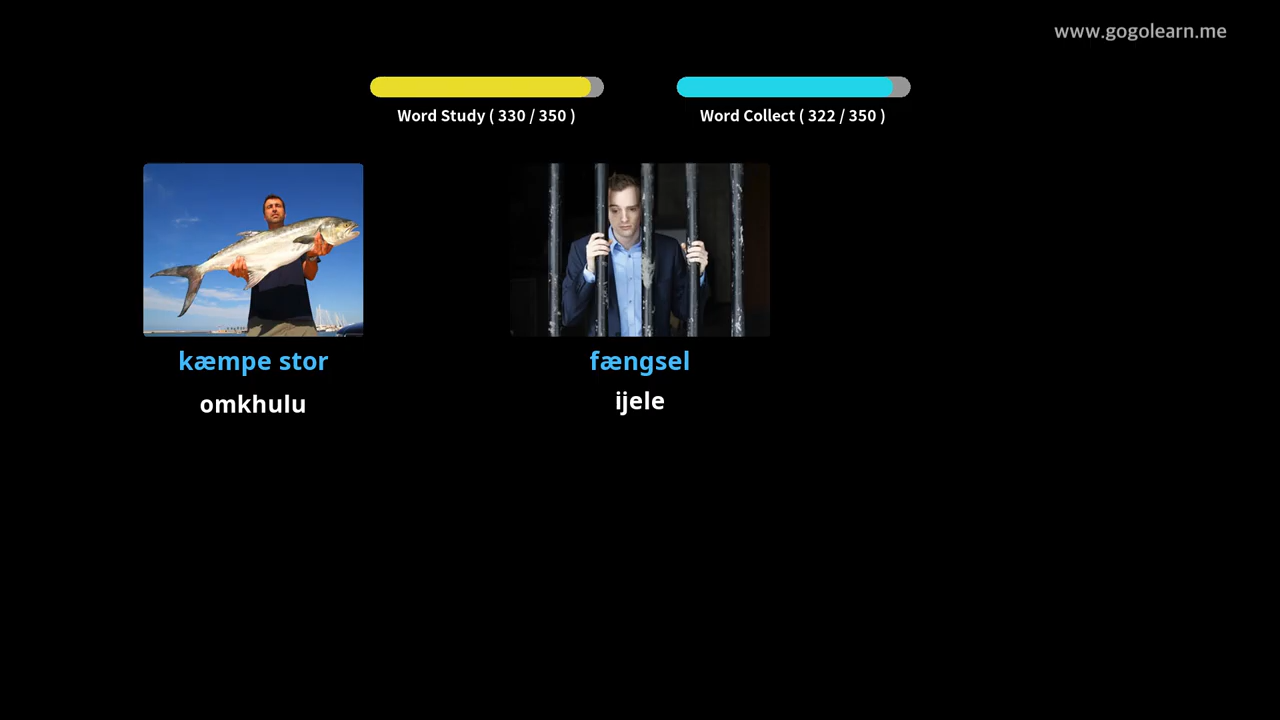 www.gogolearn.me
Word Study ( 330 / 350 )
Word Collect ( 322 / 350 )
kæmpe stor
omkhulu
fængsel
ijele